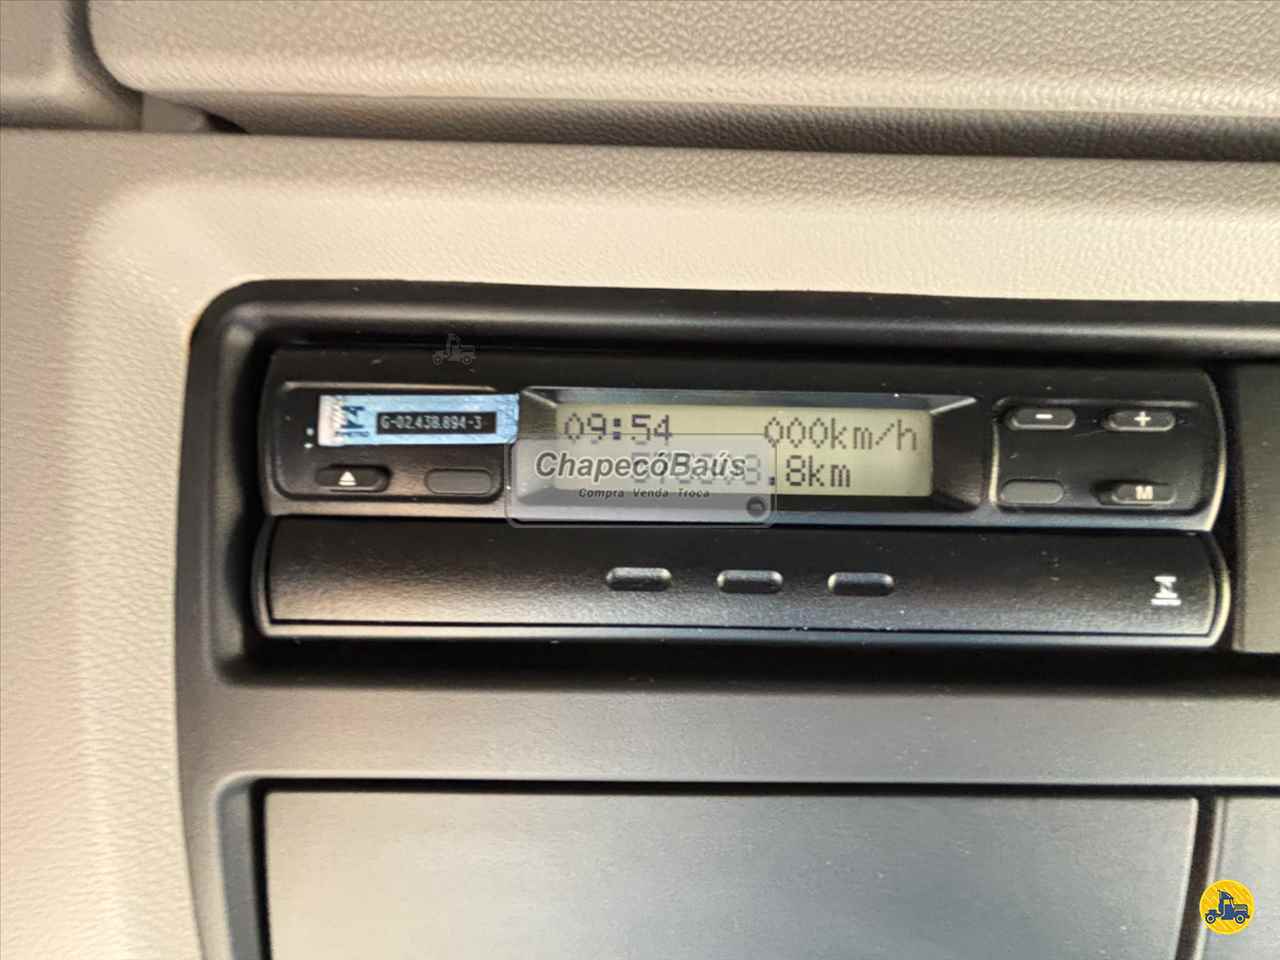 G-02.438.894-3
09:54 000km/h
.8km
ChapecóBaús
Compra Venda Troca
M